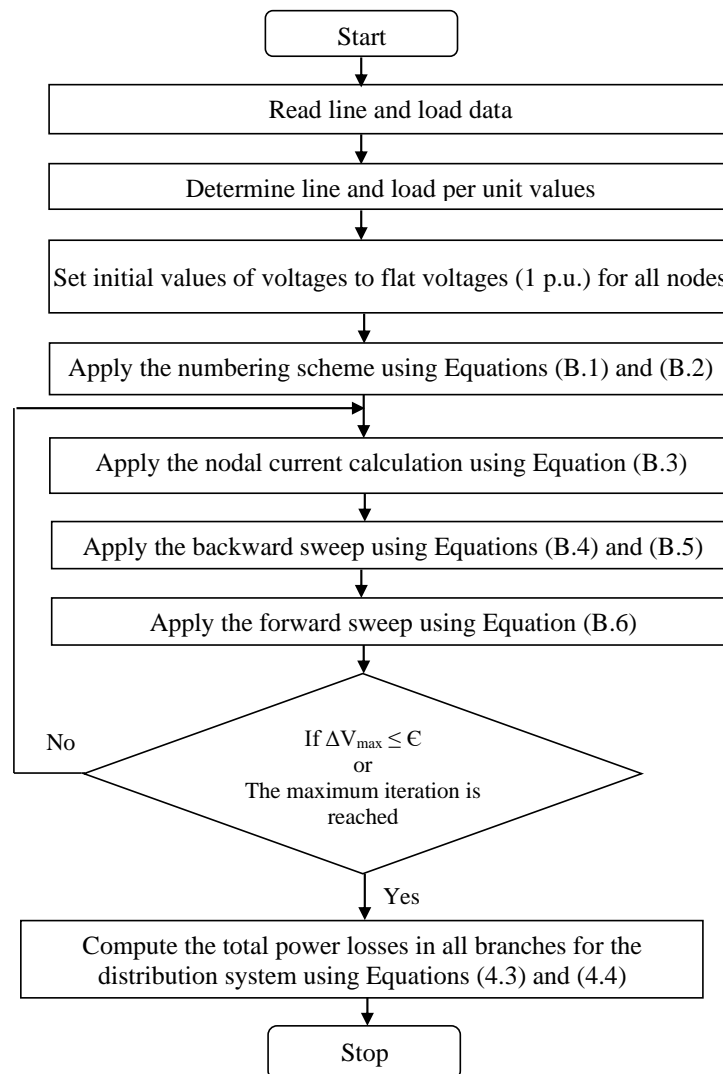 Start
Read line and load data
Determine line and load per unit values
Set initial values of voltages to flat voltages (1 p.u.) for all nodes
Apply the numbering scheme using Equations (B.1) and (B.2)
Apply the nodal current calculation using Equation (B.3)
Apply the backward sweep using Equations (B.4) and (B.5)
Apply the forward sweep using Equation (B.6)
No
If ΔVmax ≤ Є
or
The maximum iteration is
reached
Yes
Compute the total power losses in all branches for the
distribution system using Equations (4.3) and (4.4)
Stop